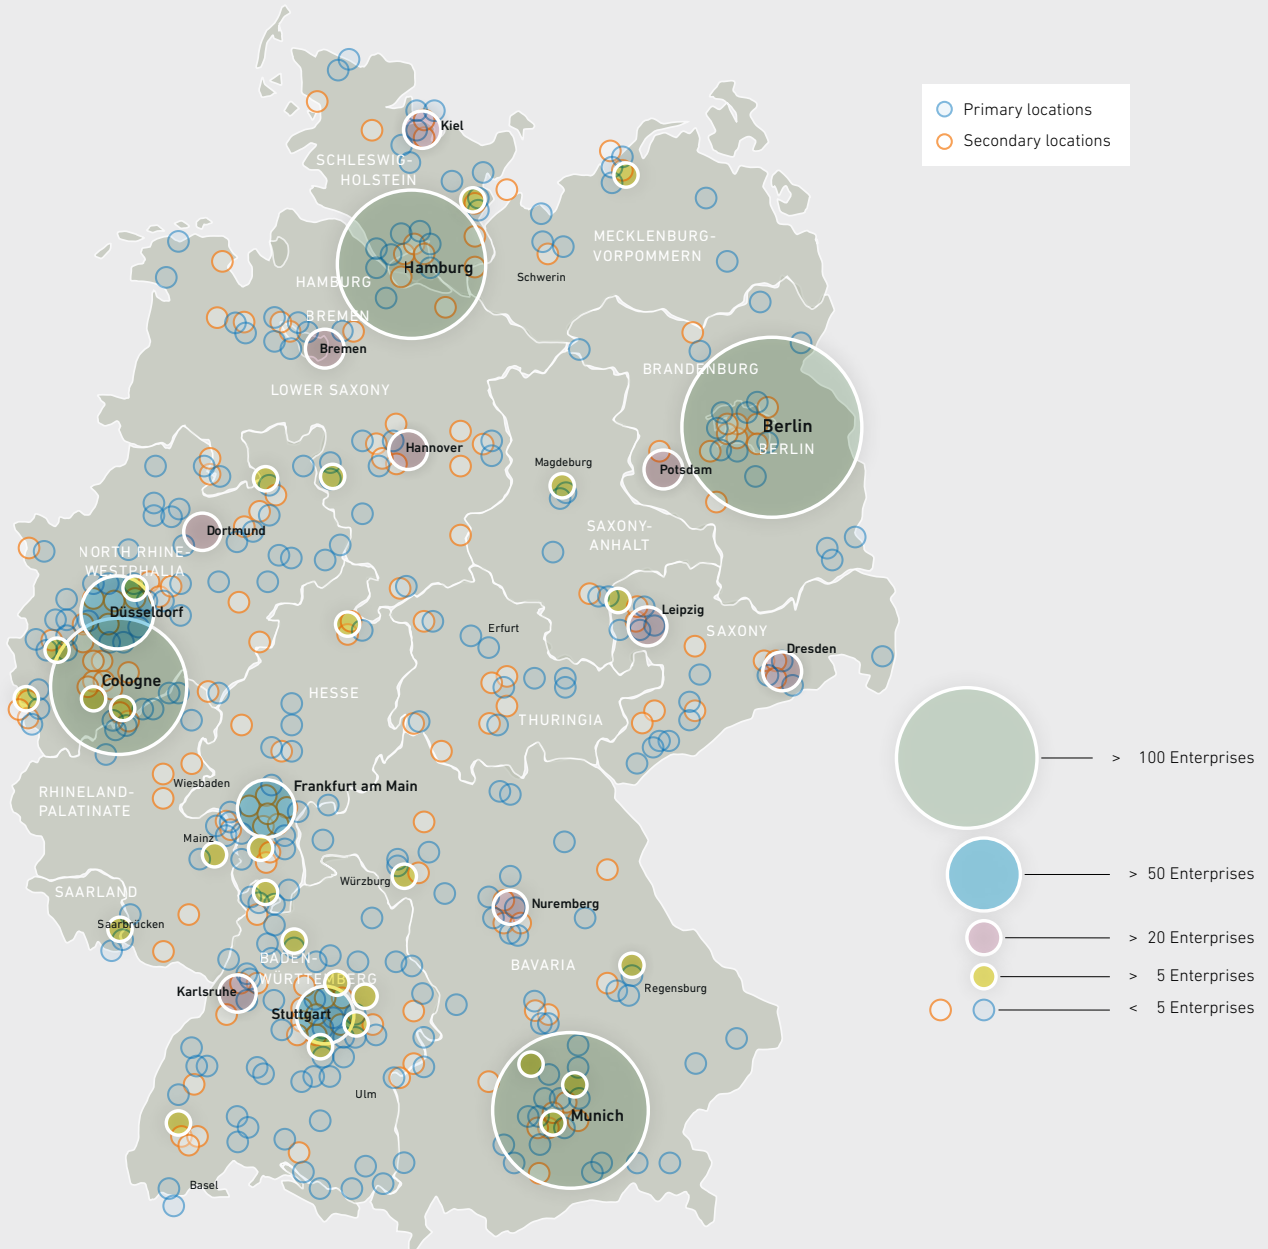 Primary locations
Secondary locations
Kiel
SCHLESWIG-
HOLSTEIN
MECKLENBURG-
VORPOMMERN
Hamburg
Schwerin
HAMBURG
BREMEN
Bremen
BRANDENBURG
LOWER SAXONY
Berlin
BERLIN
Hannover
Magdeburg
Potsdam
Dortmund
SAXONY-
ANHALT
NORTH RHINE-
WESTPHALIA
Düsseldorf
Leipzig
Erfurt
SAXONY
Dresden
Cologne
HESSE
THURINGIA
> 100 Enterprises
Wiesbaden
Frankfurt am Main
RHINELAND-
PALATINATE
Mainz
> 50 Enterprises
Würzburg
SAARLAND
Nuremberg
Saarbrücken
> 20 Enterprises
BADEN-
WÜRTTEMBERG
BAVARIA
> 5 Enterprises
Karlsruhe
Regensburg
< 5 Enterprises
Stuttgart
Ulm
Munich
Basel